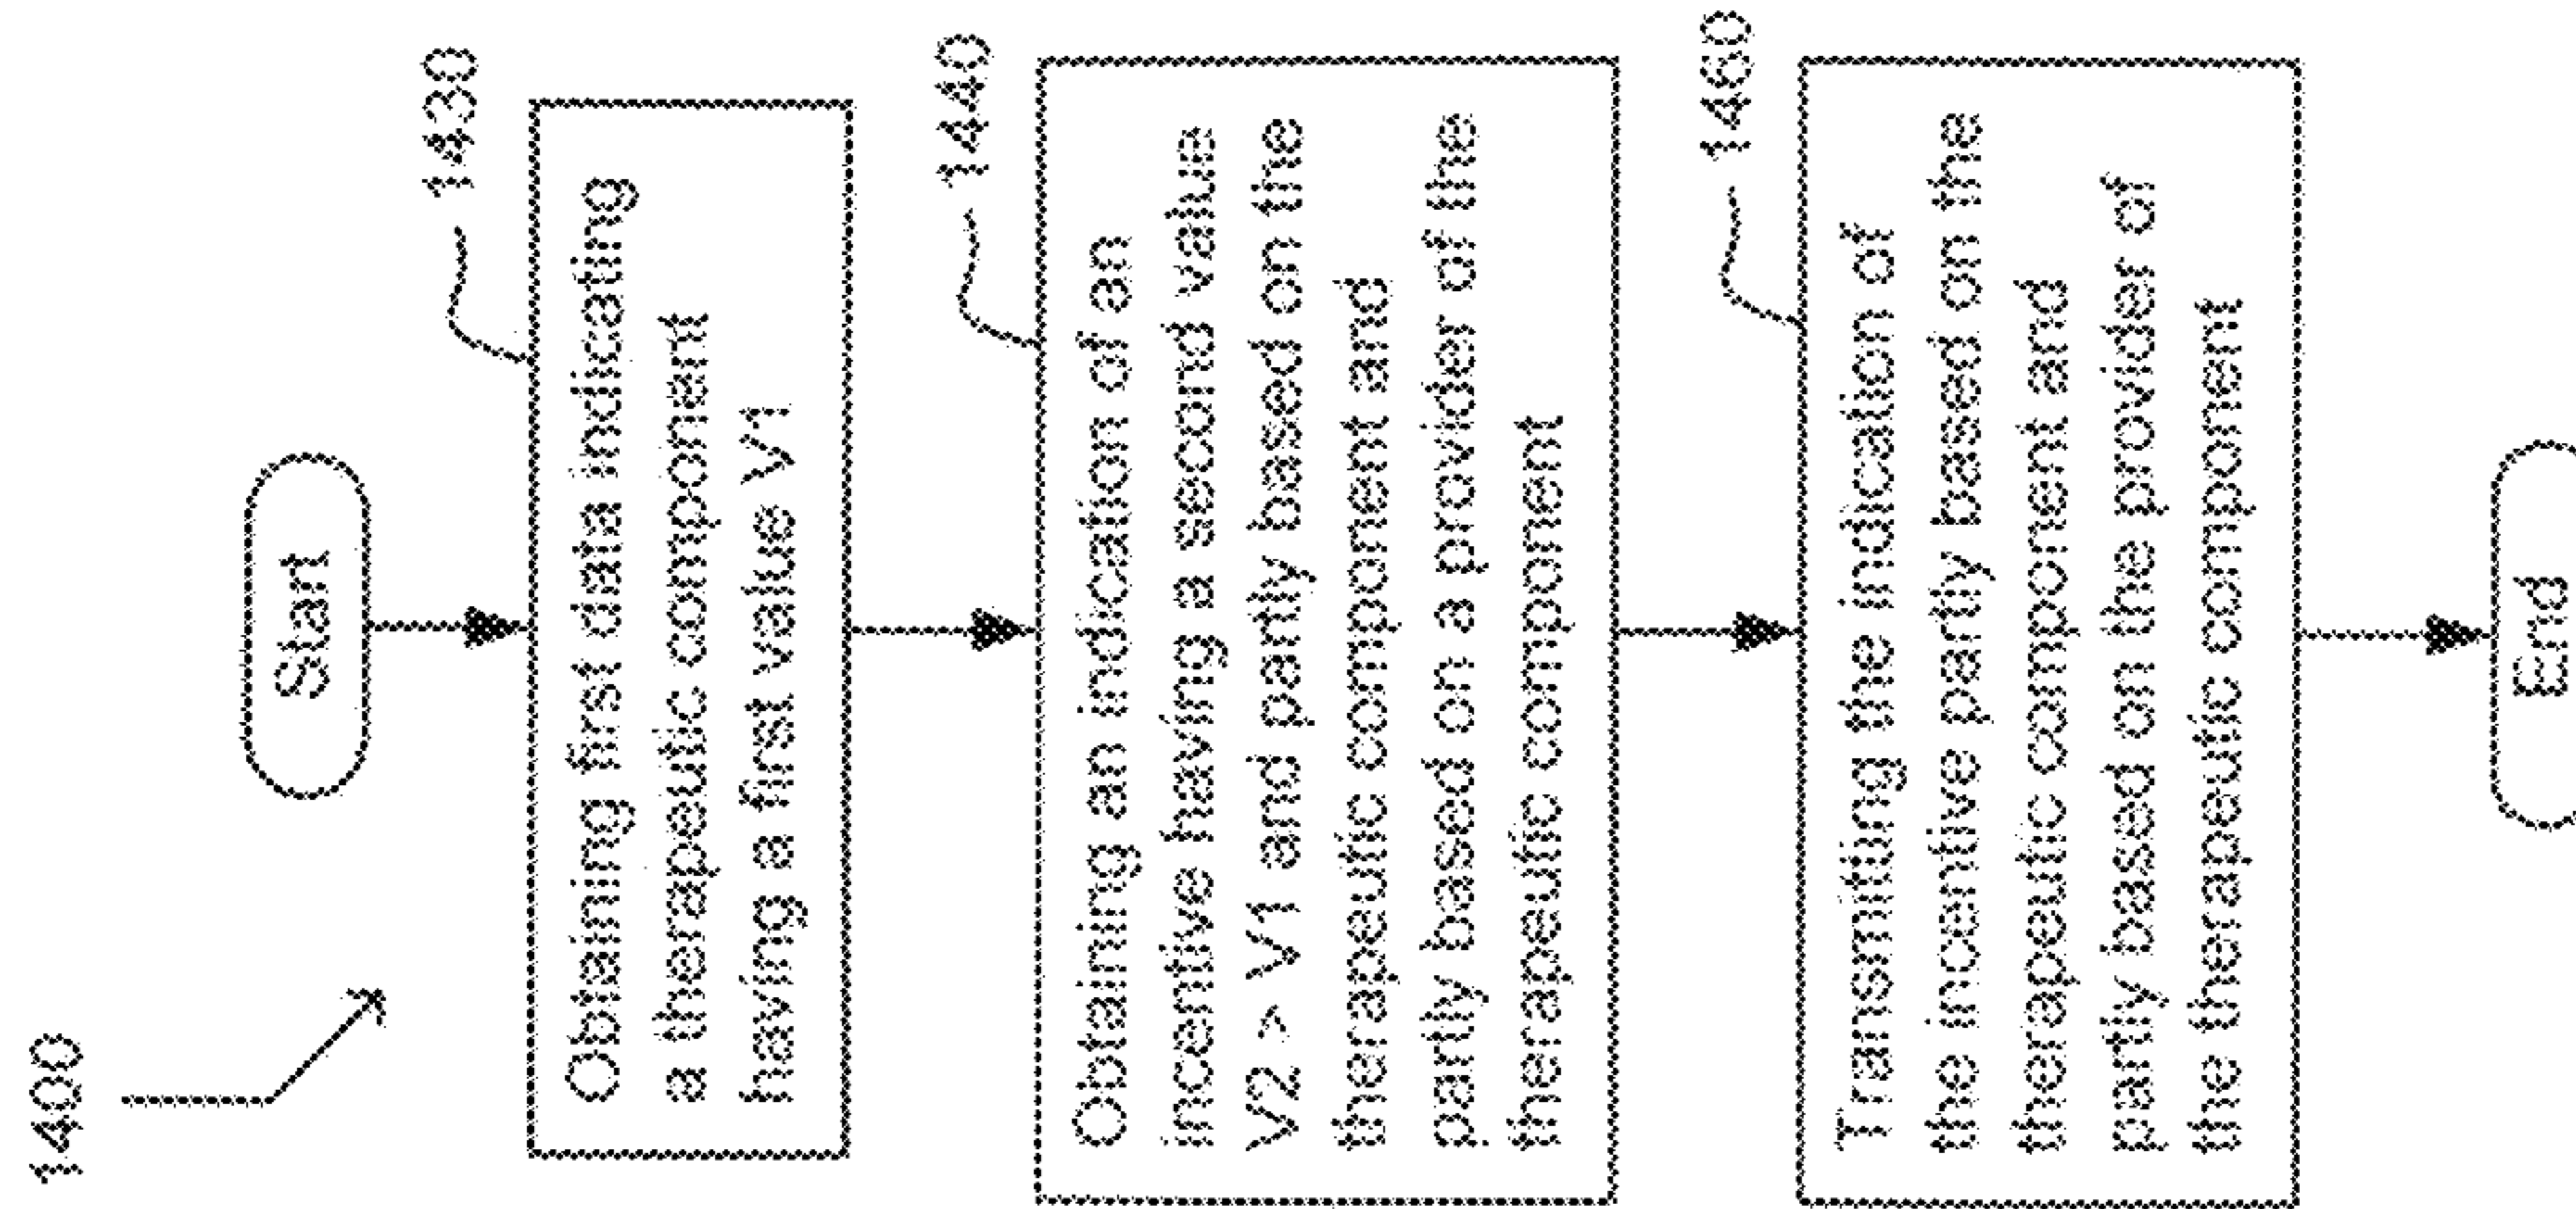 1400
Start
1430
Obtaining first data indicating
a therapeutic component
having a first value V1
1440
Obtaining an indication of an
incentive having a second value
V2 > V1 and partly based on the
therapeutic component and
partly based on a provider of the
therapeutic component
1460
Transmitting the indication of
the incentive partly based on the
therapeutic component and
partly based on the provider of
the therapeutic component
End